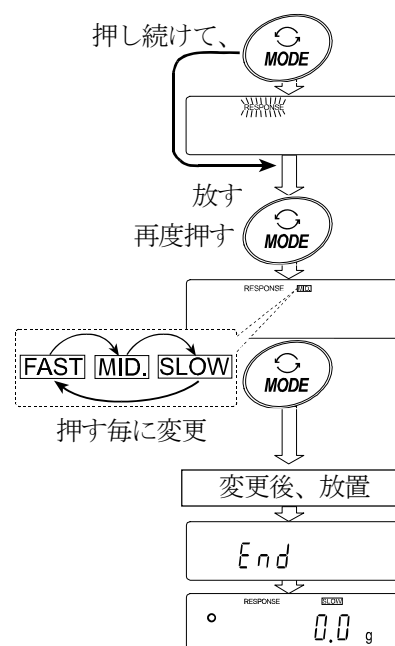 押し続けて、
MODE
RESPONSE
放す
再度押す
MODE
RESPONSE MID.
FAST MID. SLOW
MODE
押す毎に変更
変更後、放置
End
RESPONSE SLOW
0.0 g